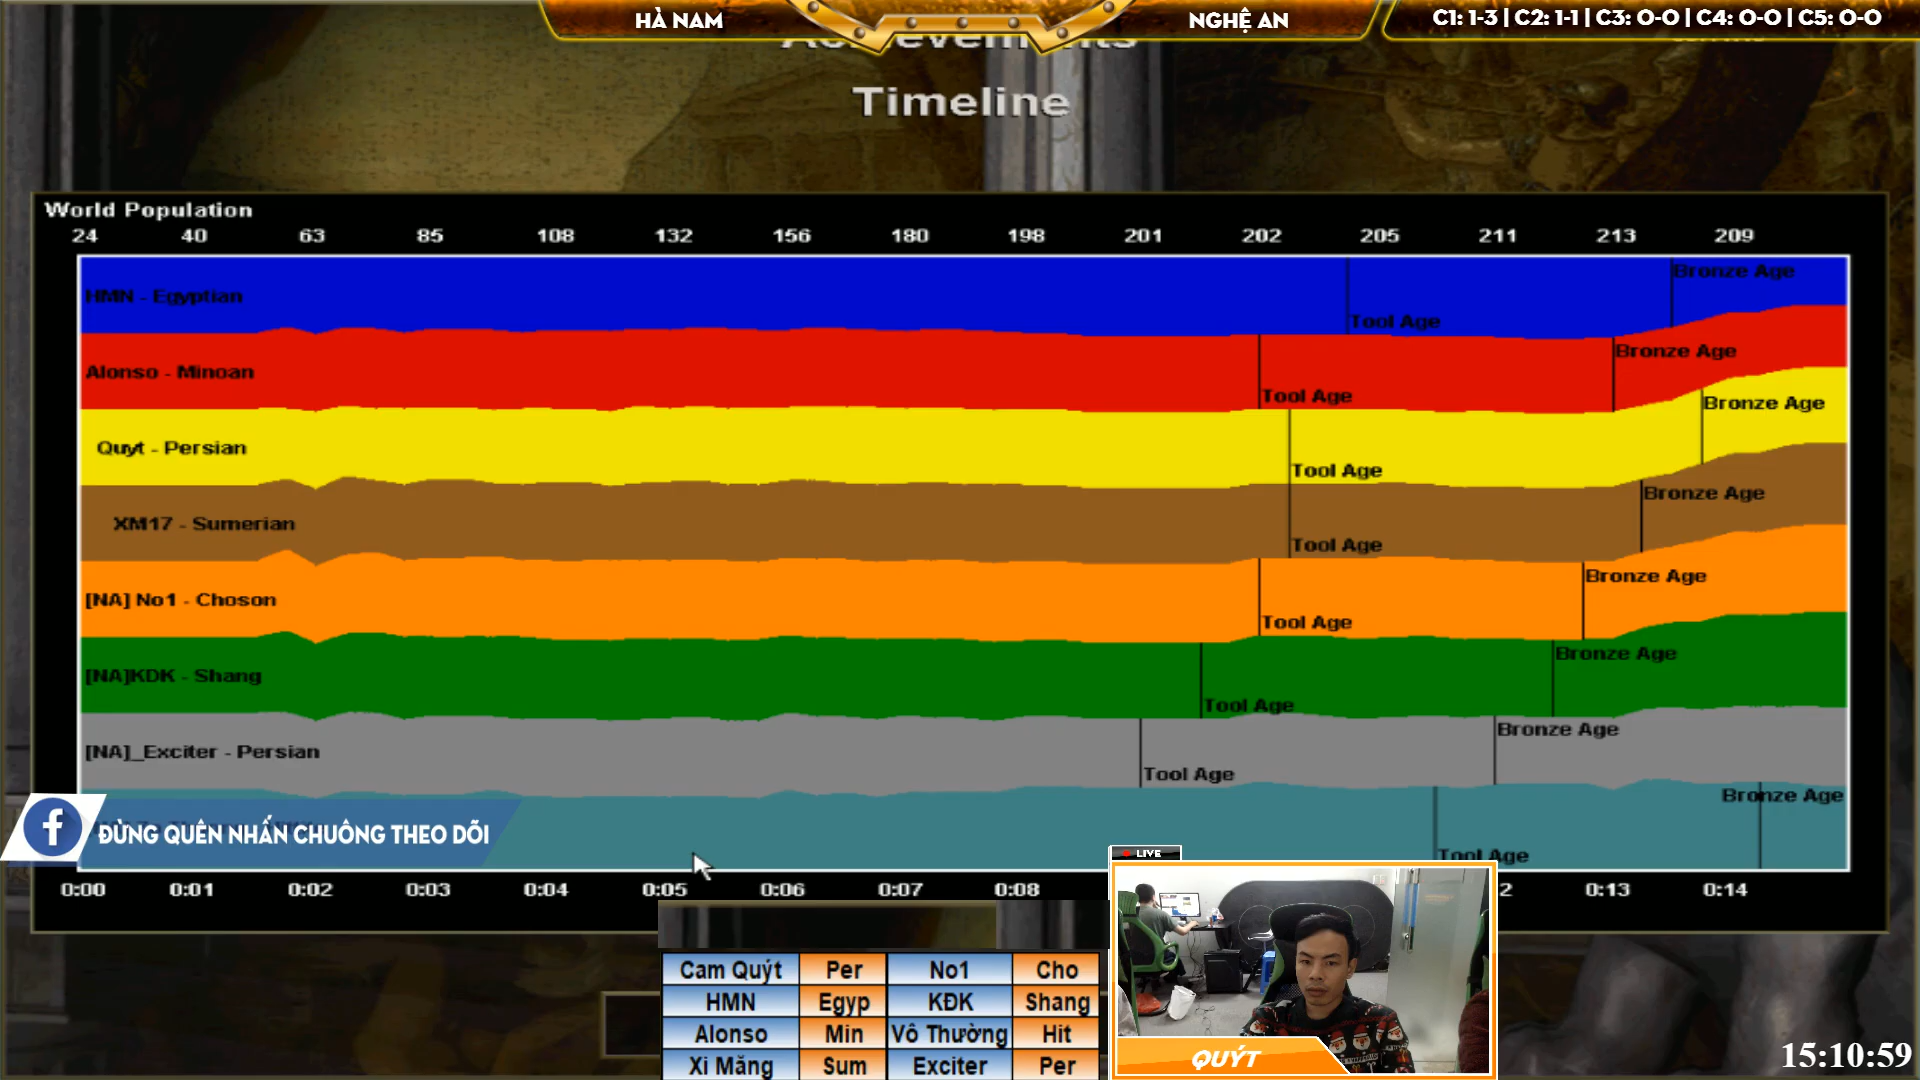 HÀ NAM
NGHỆ AN
C1: 1-3 | C2: 1-1 | C3: 0-0 | C4: 0-0 | C5: 0-0
Achievements
Timeline
World Population
24 40 63 85 108 132 156 180 198 201 202 205 211 213 209
Bronze Age
HMN - Egyptian
Tool Age
Bronze Age
Alonso - Minoan
Tool Age
Bronze Age
Quyt - Persian
Tool Age
Bronze Age
XM17 - Sumerian
Tool Age
Bronze Age
[NA] No1 - Choson
Tool Age
Bronze Age
[NA]KDK - Shang
Tool Age
Bronze Age
[NA]_Exciter - Persian
Tool Age
Bronze Age
ĐỪNG QUÊN NHẤN CHUÔNG THEO DÕI
Tool Age
0:00 0:01 0:02 0:03 0:04 0:05 0:06 0:07 0:08 2 0:13 0:14
LIVE
Cam Quýt Per No1 Cho
HMN Egyp KĐK Shang
Alonso Min Vô Thường Hit
Xi Măng Sum Exciter Per
QUÝT
15:10:59